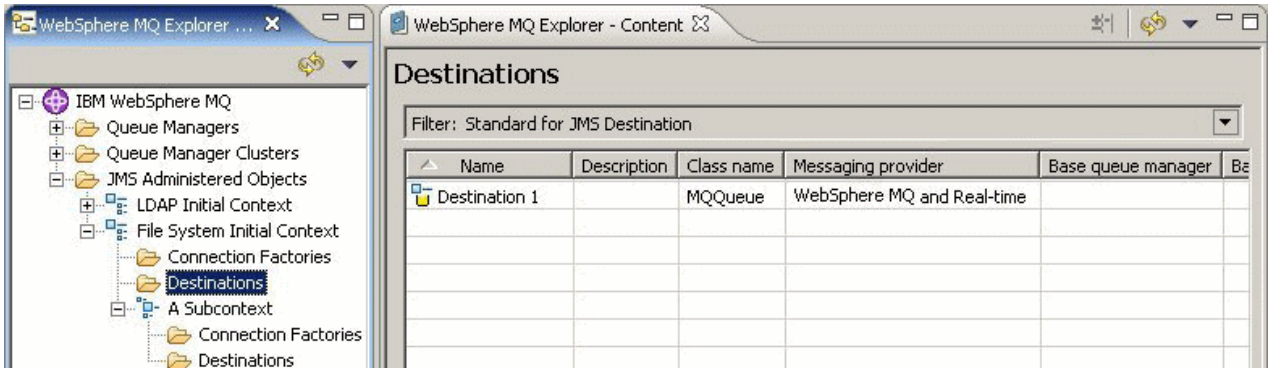 WebSphere MQ Explorer ...
IBM WebSphere MQ
Queue Managers
Queue Manager Clusters
JMS Administered Objects
LDAP Initial Context
File System Initial Context
Connection Factories
Destinations
A Subcontext
Connection Factories
Destinations
WebSphere MQ Explorer - Content
Destinations
Filter: Standard for JMS Destination
Name Description Class name Messaging provider Base queue manager Ba
Destination 1 MQQueue WebSphere MQ and Real-time